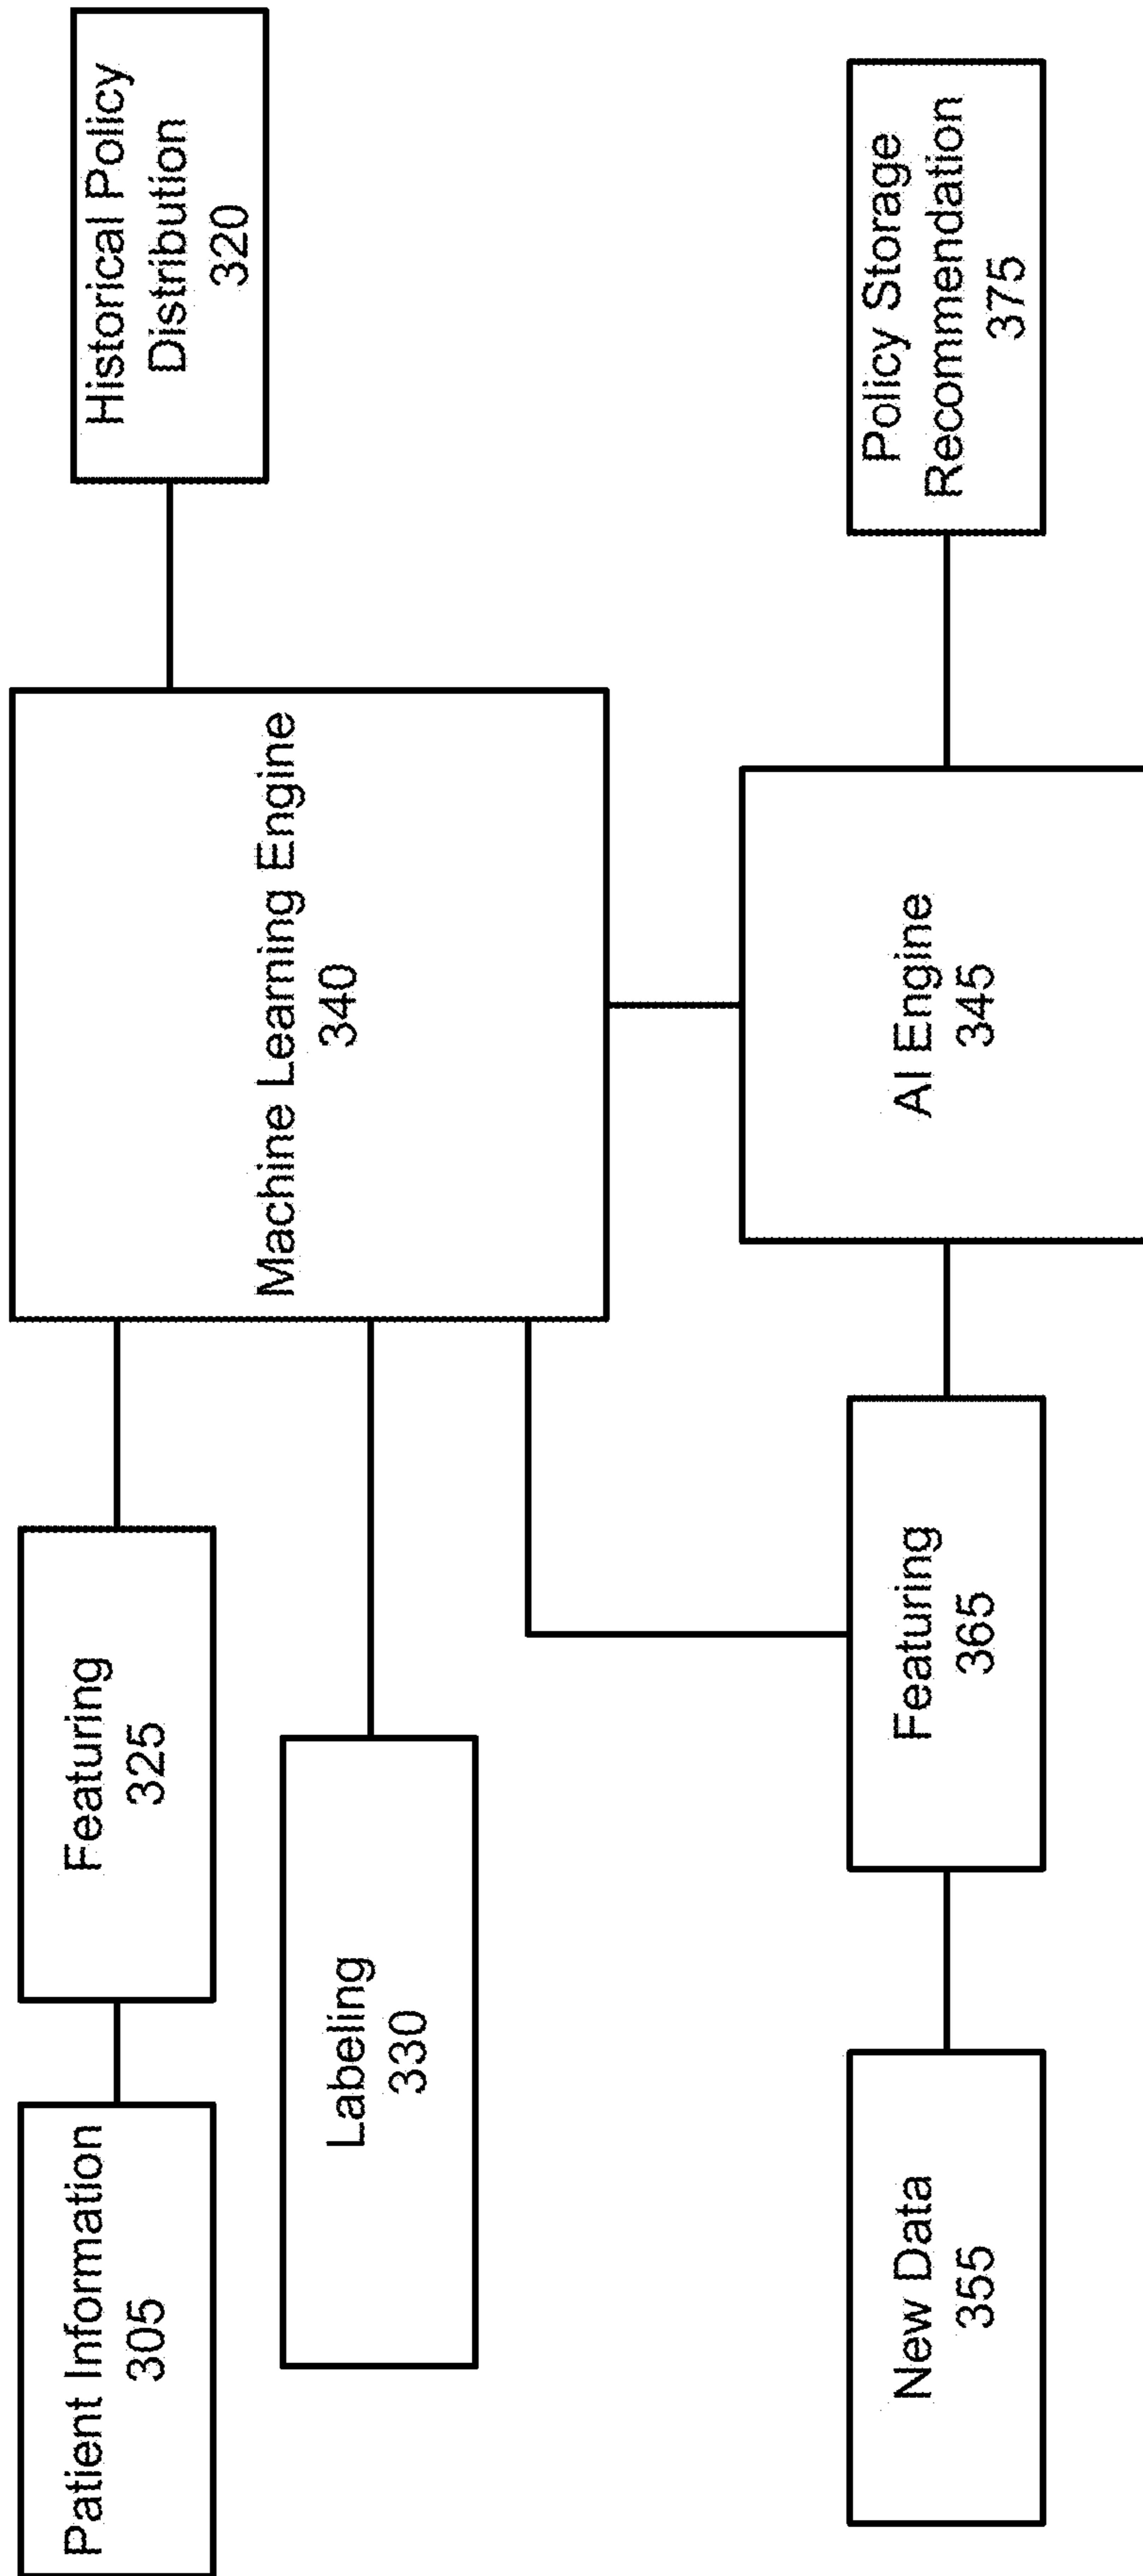 Patient Information
305
Featuring
325
Machine Learning Engine
340
Historical Policy
Distribution
320
Labeling
330
New Data
355
Featuring
365
AI Engine
345
Policy Storage
Recommendation
375